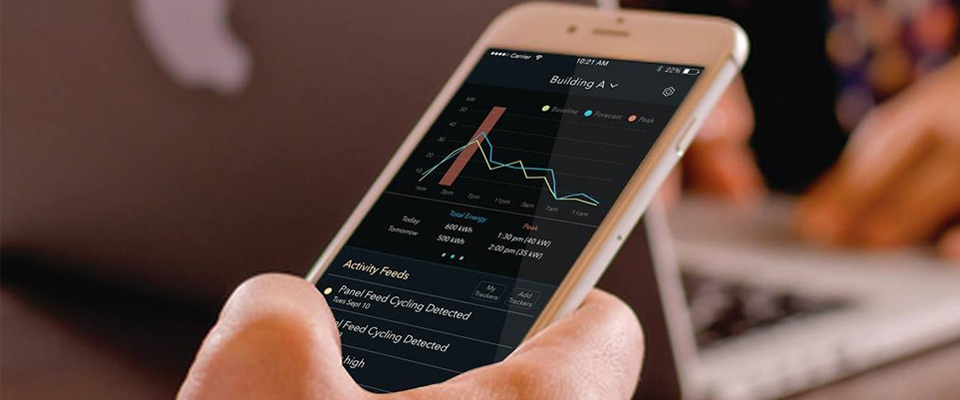 Carrier 10:21 AM 22%
Building A
kW
Baseline Forecast Peak
50
40
30
20
10
now 3pm 7pm 11pm 3am 7am 11am
Total Energy Peak
Today 600 kWh 1:30 pm (40 kW)
Tomorrow 500 kWh 2:00 pm (35 kW)
Activity Feeds
My Trackers
Add Trackers
Panel Feed Cycling Detected
Tues Sept 10
l Feed Cycling Detected
high